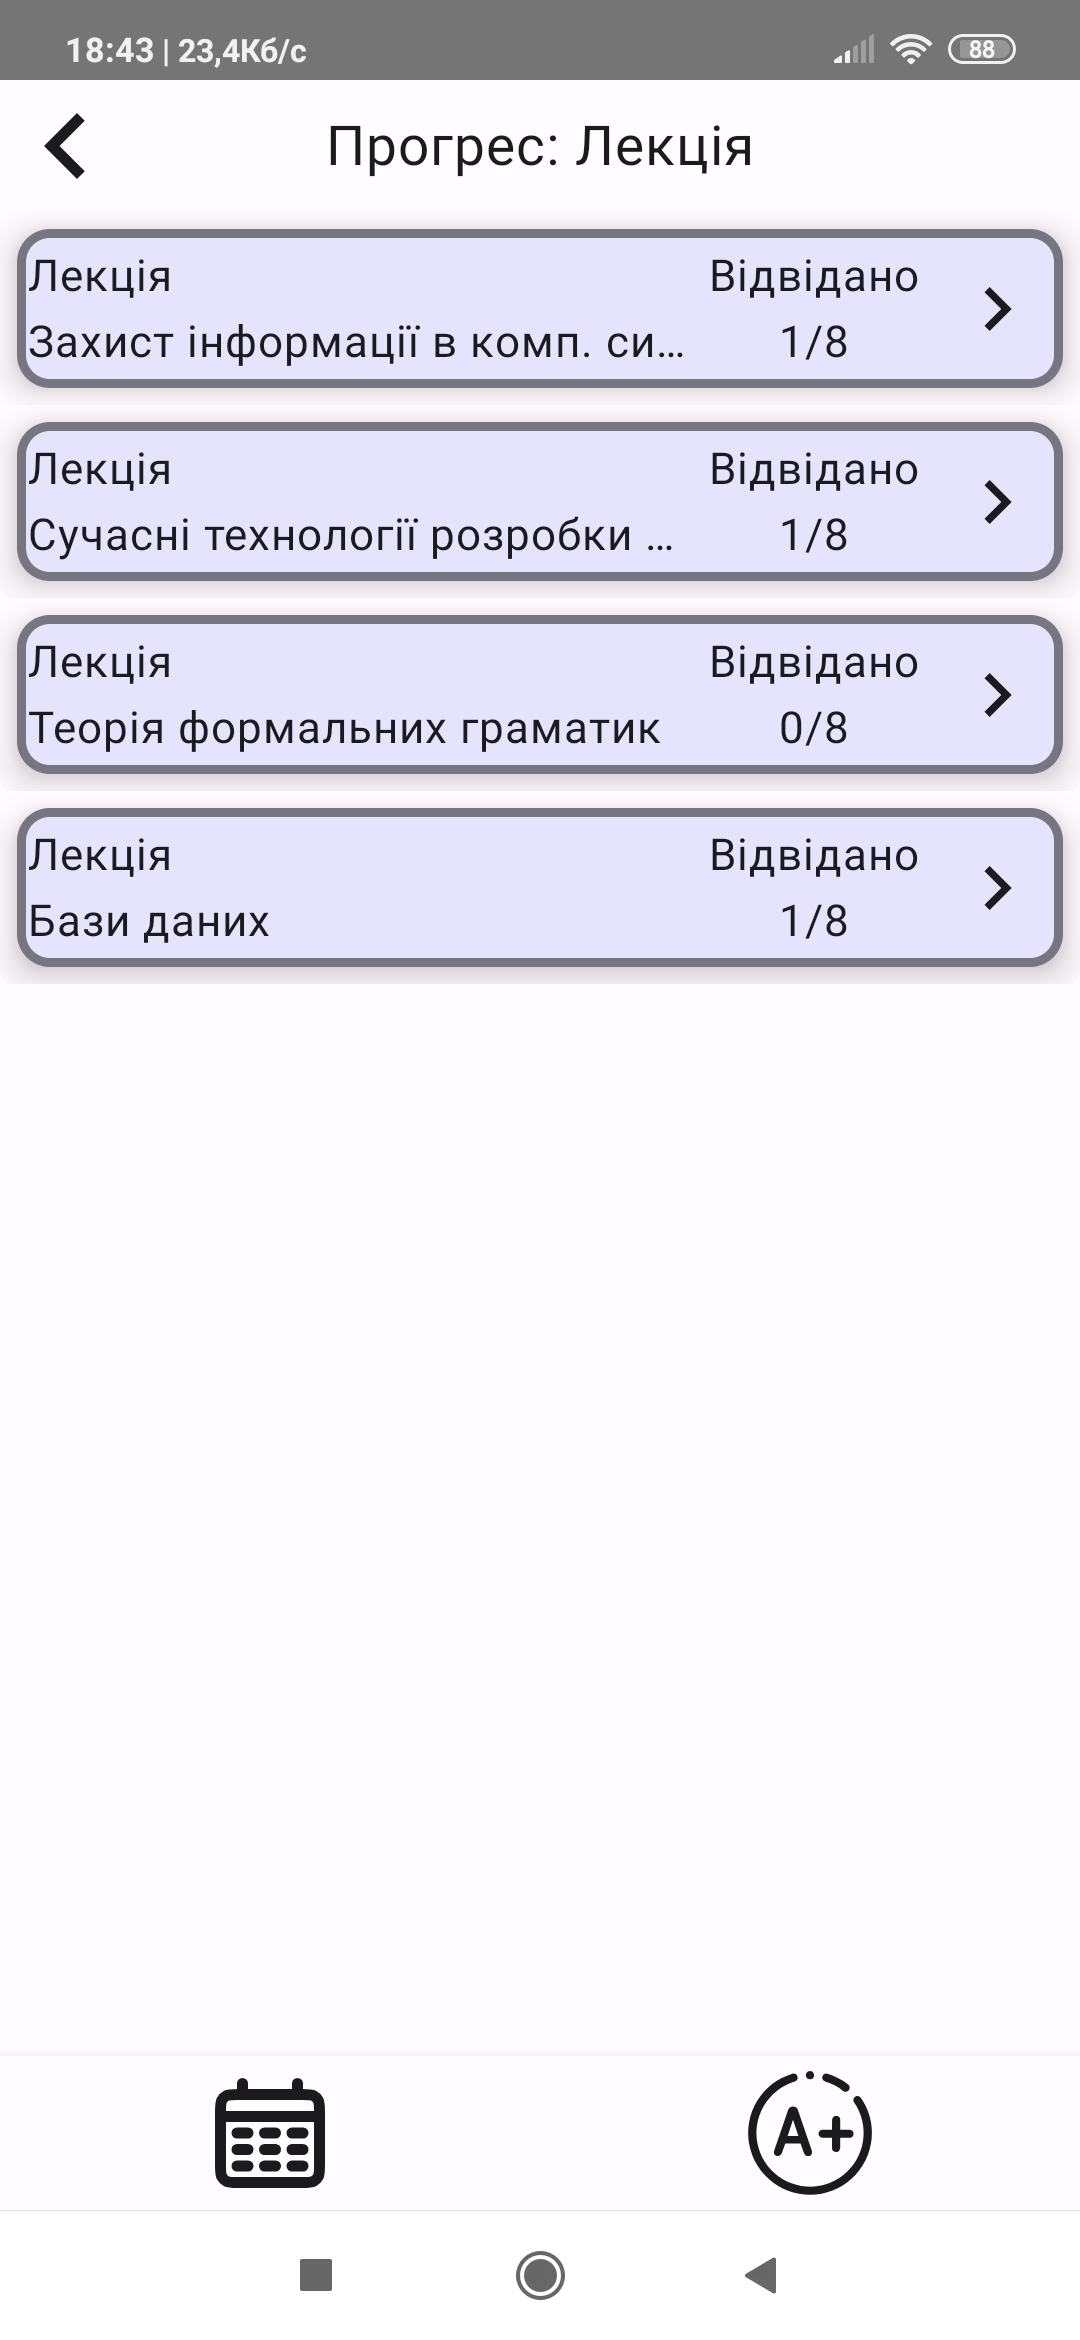 18:43 | 23,4Кб/с
88
Прогрес: Лекція
Лекція
Відвідано
Захист інформації в комп. си...
1/8
Лекція
Відвідано
Сучасні технології розробки ...
1/8
Лекція
Відвідано
Теорія формальних граматик
0/8
Лекція
Відвідано
Бази даних
1/8
A+